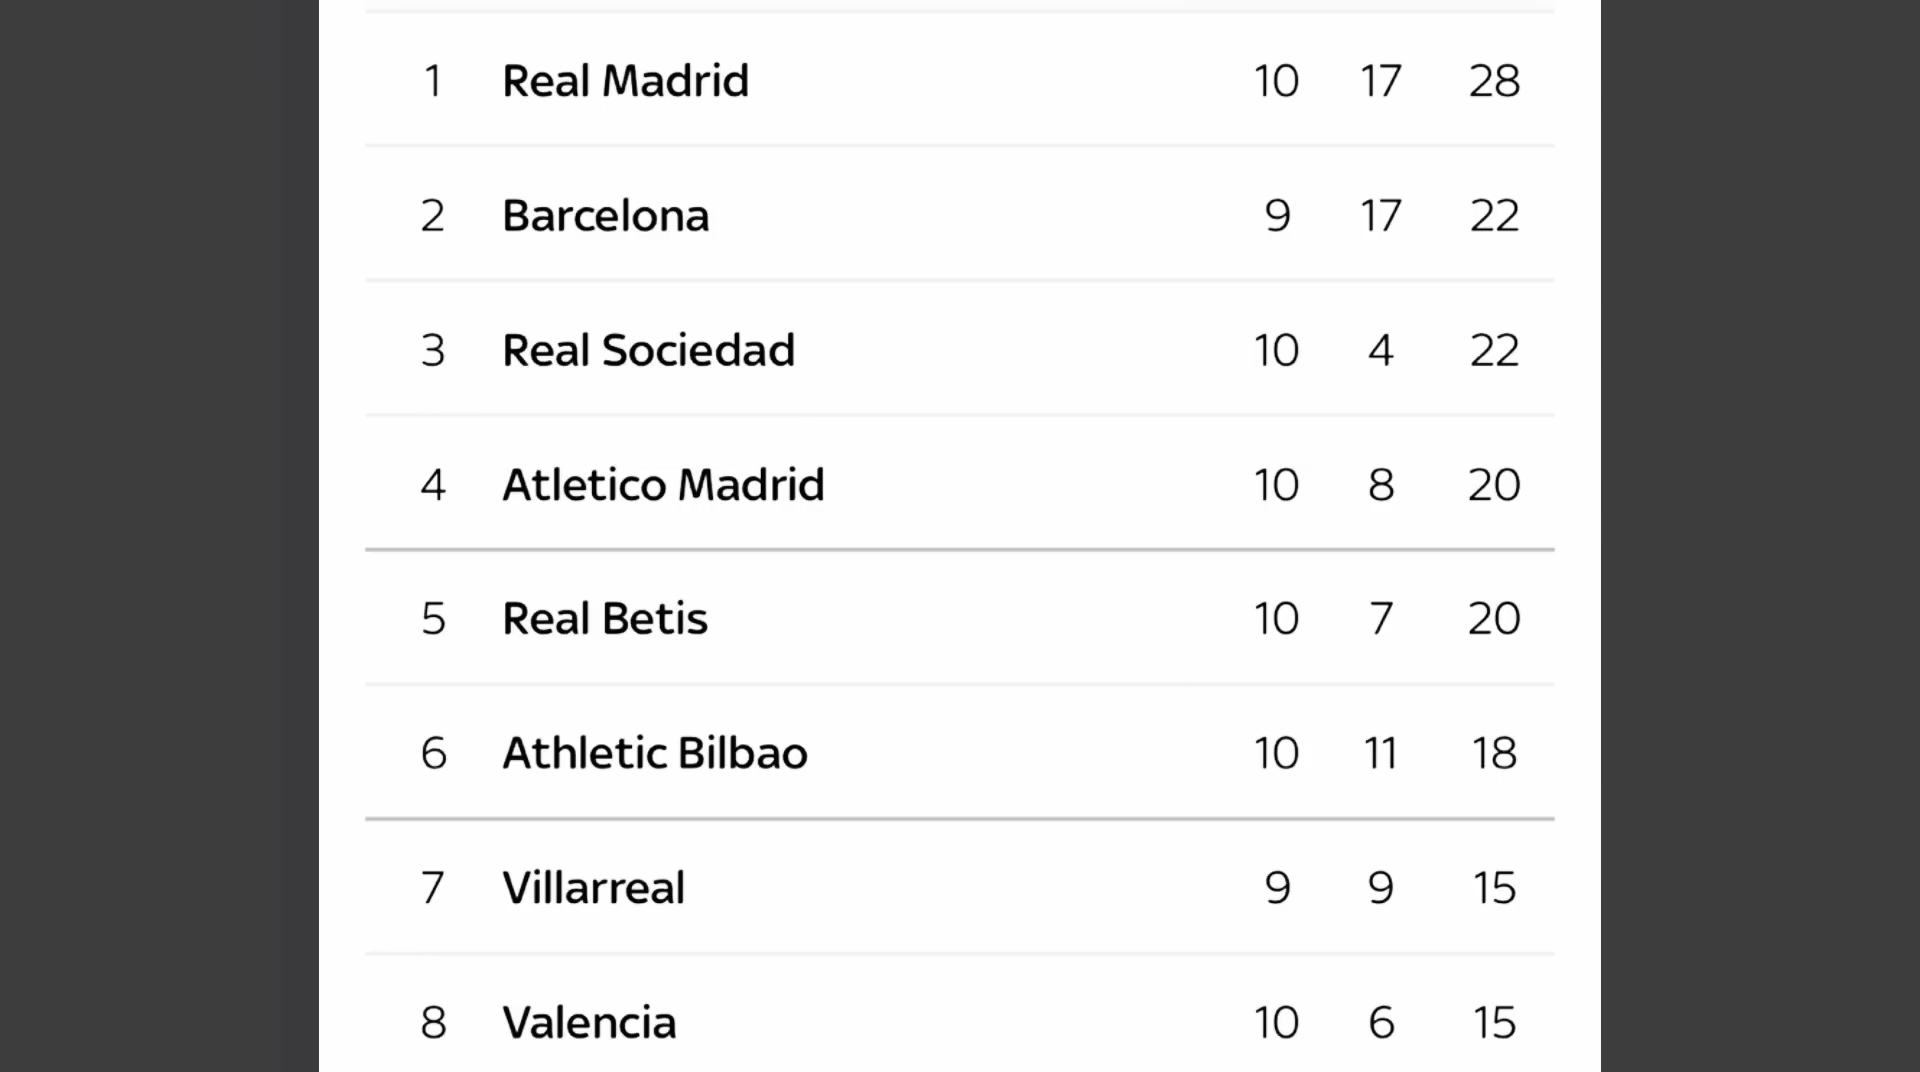 1 Real Madrid 10 17 28
2 Barcelona 9 17 22
3 Real Sociedad 10 4 22
4 Atletico Madrid 10 8 20
5 Real Betis 10 7 20
6 Athletic Bilbao 10 11 18
7 Villarreal 9 9 15
8 Valencia 10 6 15